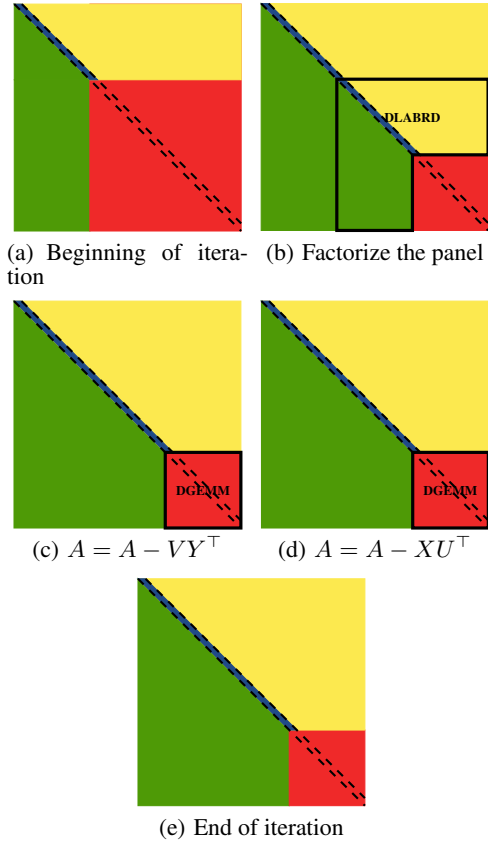 DLABRD
(a) Beginning of itera-
tion
(b) Factorize the panel
DGEMM
DGEMM
(c) A = A − VY⊤
(d) A = A − XU⊤
(e) End of iteration